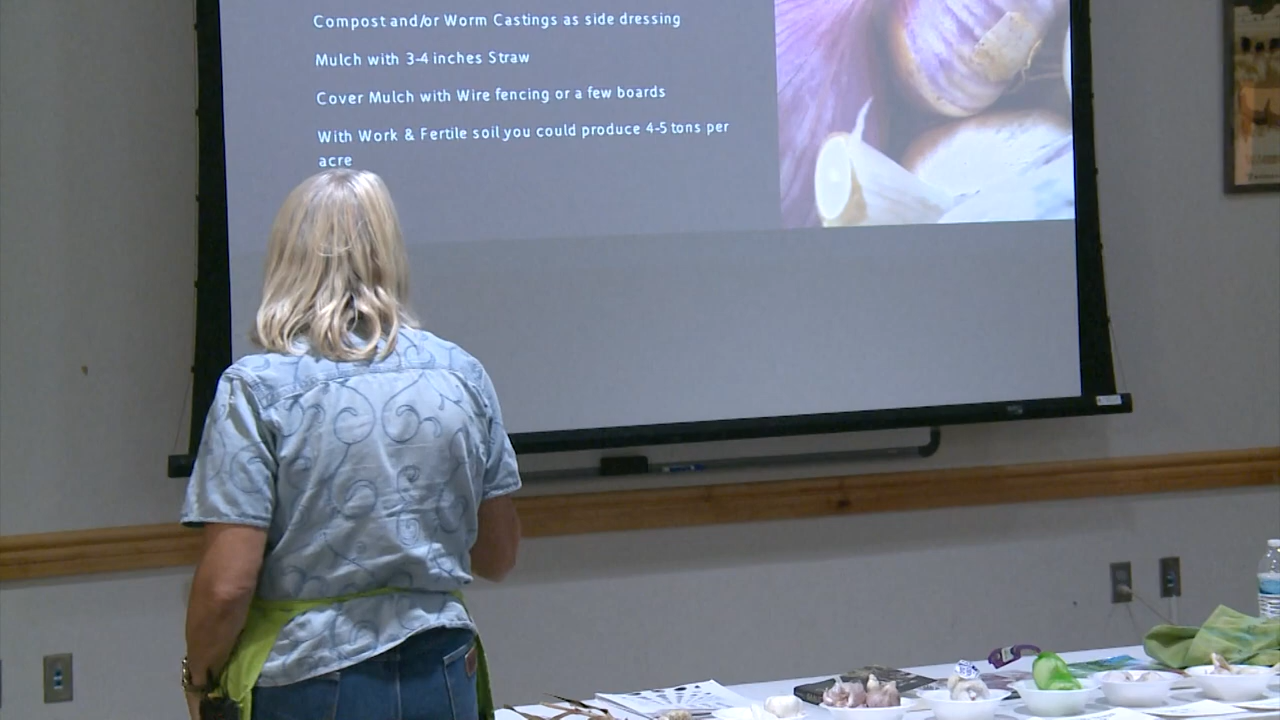 Compost and/or Worm Castings as side dressing
Mulch with 3-4 inches Straw
Cover Mulch with Wire fencing or a few boards
With Work & Fertile soil you could produce 4-5 tons per
acre